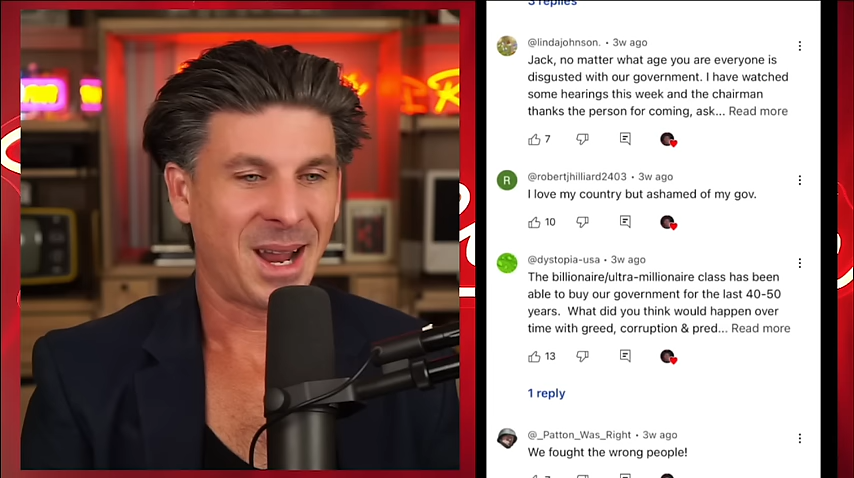 3 replies
@lindajohnson. • 3w ago
Jack, no matter what age you are everyone is
disgusted with our government. I have watched
some hearings this week and the chairman
thanks the person for coming, ask... Read more
7
R
@robertjhilliard2403 • 3w ago
I love my country but ashamed of my gov.
10
@dystopia-usa • 3w ago
The billionaire/ultra-millionaire class has been
able to buy our government for the last 40-50
years. What did you think would happen over
time with greed, corruption & pred... Read more
13
1 reply
@_Patton_Was_Right • 3w ago
We fought the wrong people!